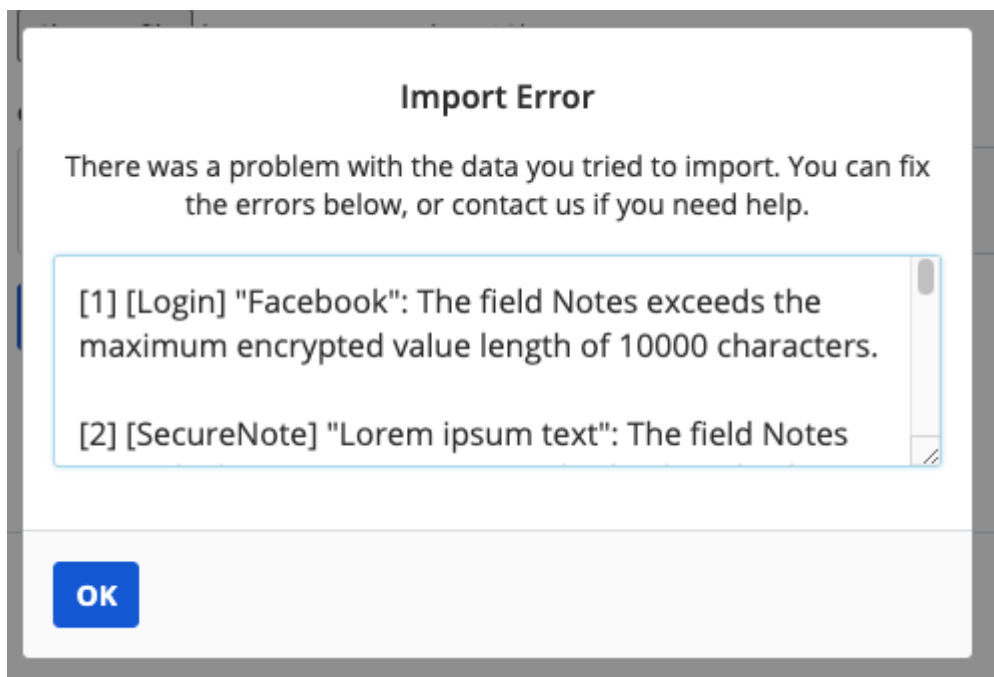 Import Error
There was a problem with the data you tried to import. You can fix
the errors below, or contact us if you need help.
[1] [Login] "Facebook": The field Notes exceeds the
maximum encrypted value length of 10000 characters.
[2] [SecureNote] "Lorem ipsum text": The field Notes
OK